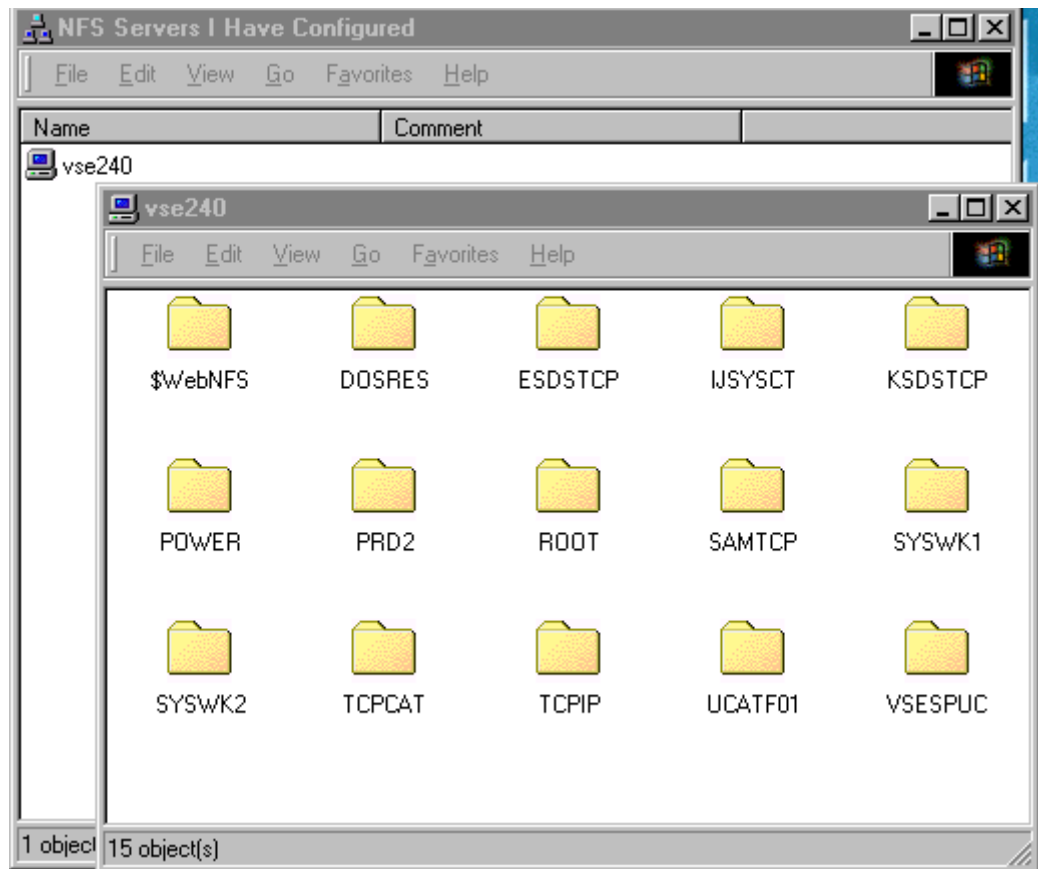 NFS Servers I Have Configured
File Edit View Go Favorites Help
Name Comment
vse240
vse240
File Edit View Go Favorites Help
$WebNFS DOSRES ESDSTCP IJSYSCT KSDSTCP
POWER PRD2 ROOT SAMTCP SYSWK1
SYSWK2 TCPCAT TCPIP UCATF01 VSESPUC
1 object
15 object(s)